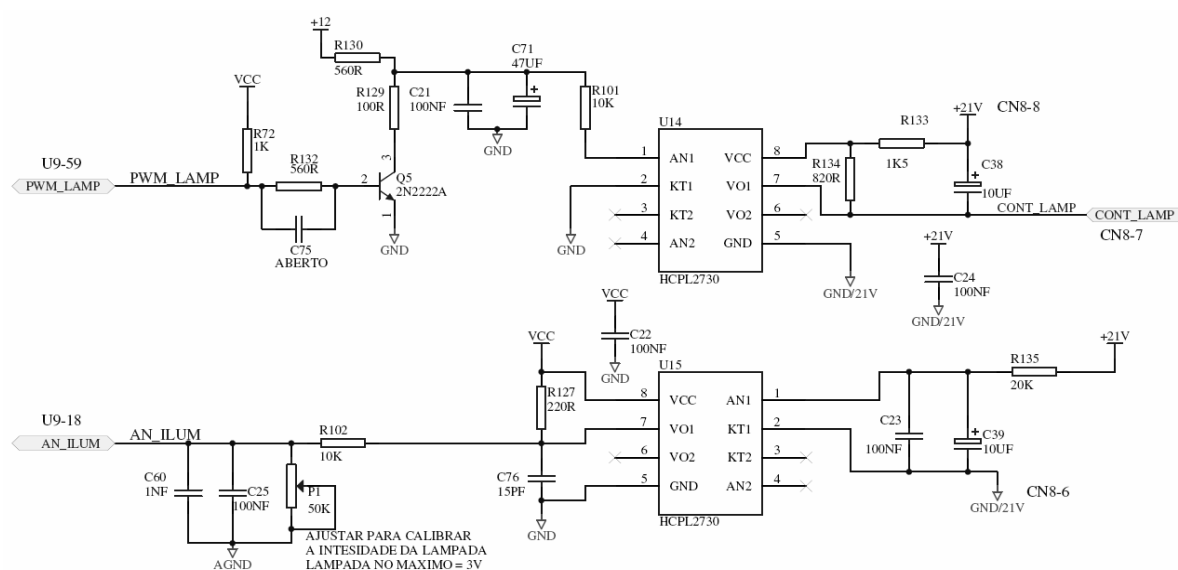 +12
R130
560R
C71
47UF
VCC
R129
100R
C21
100NF
R101
10K
GND
U9-59
PWM_LAMP
PWM_LAMP
R72
1K
R132
560R
C75
ABERTO
2
3
1
Q5
2N2222A
GND
GND
U14
1
AN1
VCC
8
2
KT1
VO1
7
3
KT2
VO2
6
4
AN2
GND
5
HCPL2730
R134
820R
R133
1K5
+21V
CN8-8
C38
10UF
CONT_LAMP
CONT_LAMP
CN8-7
GND/21V
+21V
C24
100NF
GND/21V
VCC
C22
100NF
GND
VCC
R127
220R
U9-18
AN_ILUM
AN_ILUM
R102
10K
C60
1NF
C25
100NF
P1
50K
AGND
AJUSTAR PARA CALIBRAR
A INTESIDADE DA LAMPADA
LAMPADA NO MAXIMO = 3V
C76
15PF
GND
U15
8
VCC
AN1
1
7
VO1
KT1
2
6
VO2
KT2
3
5
GND
AN2
4
HCPL2730
C23
100NF
C39
10UF
R135
20K
+21V
CN8-6
GND/21V